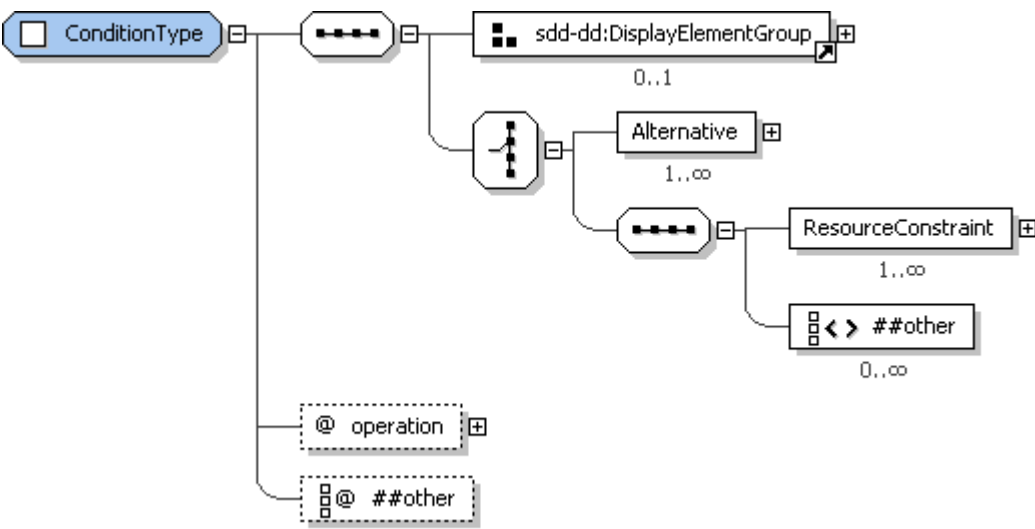 ConditionType
sdd-dd:DisplayElementGroup
0..1
Alternative
1..∞
ResourceConstraint
1..∞
<> ##other
0..∞
@ operation
@ ##other